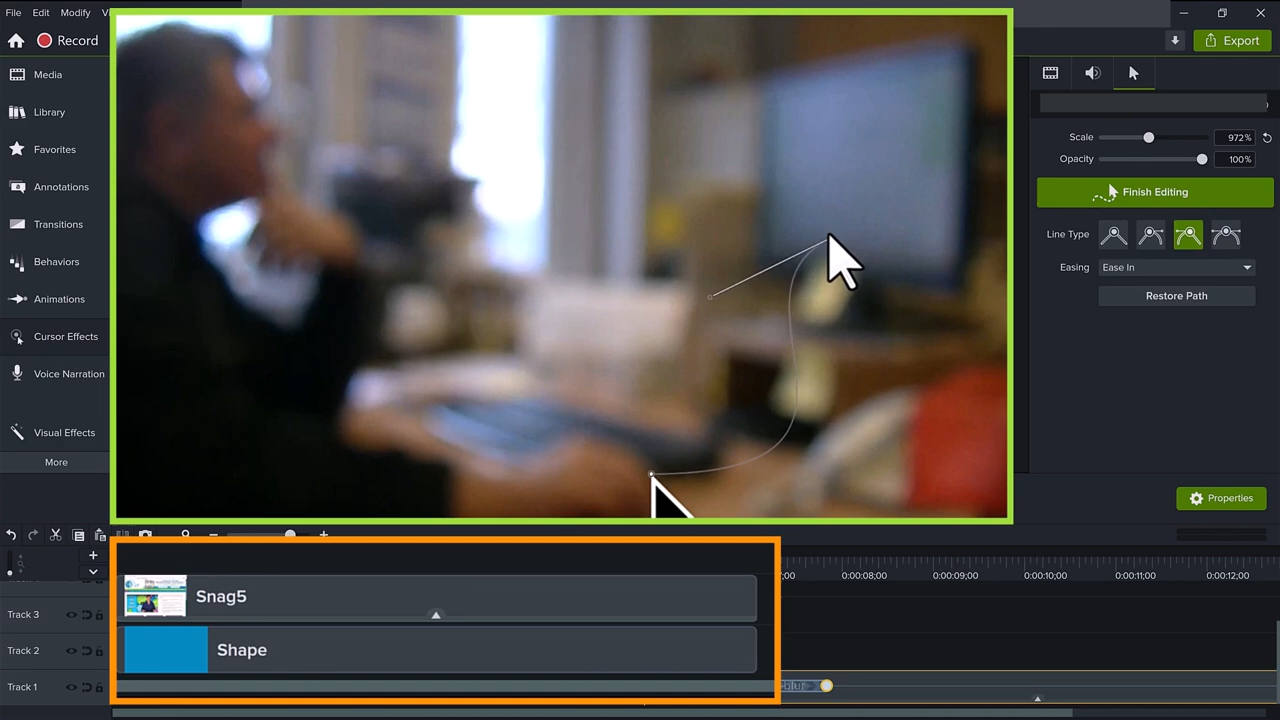 File Edit Modify V
Record
Export
Media
Library
Favorites
Annotations
Transitions
Behaviors
Animations
Cursor Effects
Voice Narration
Visual Effects
More
Scale 972%
Opacity 100%
Finish Editing
Line Type
Easing Ease In
Restore Path
Properties
;00 0:00:08;00 0:00:09;00 0:00:10;00 0:00:11;00 0:00:12;00
Snag5
Track 3
Shape
Track 2
Track 1
blur